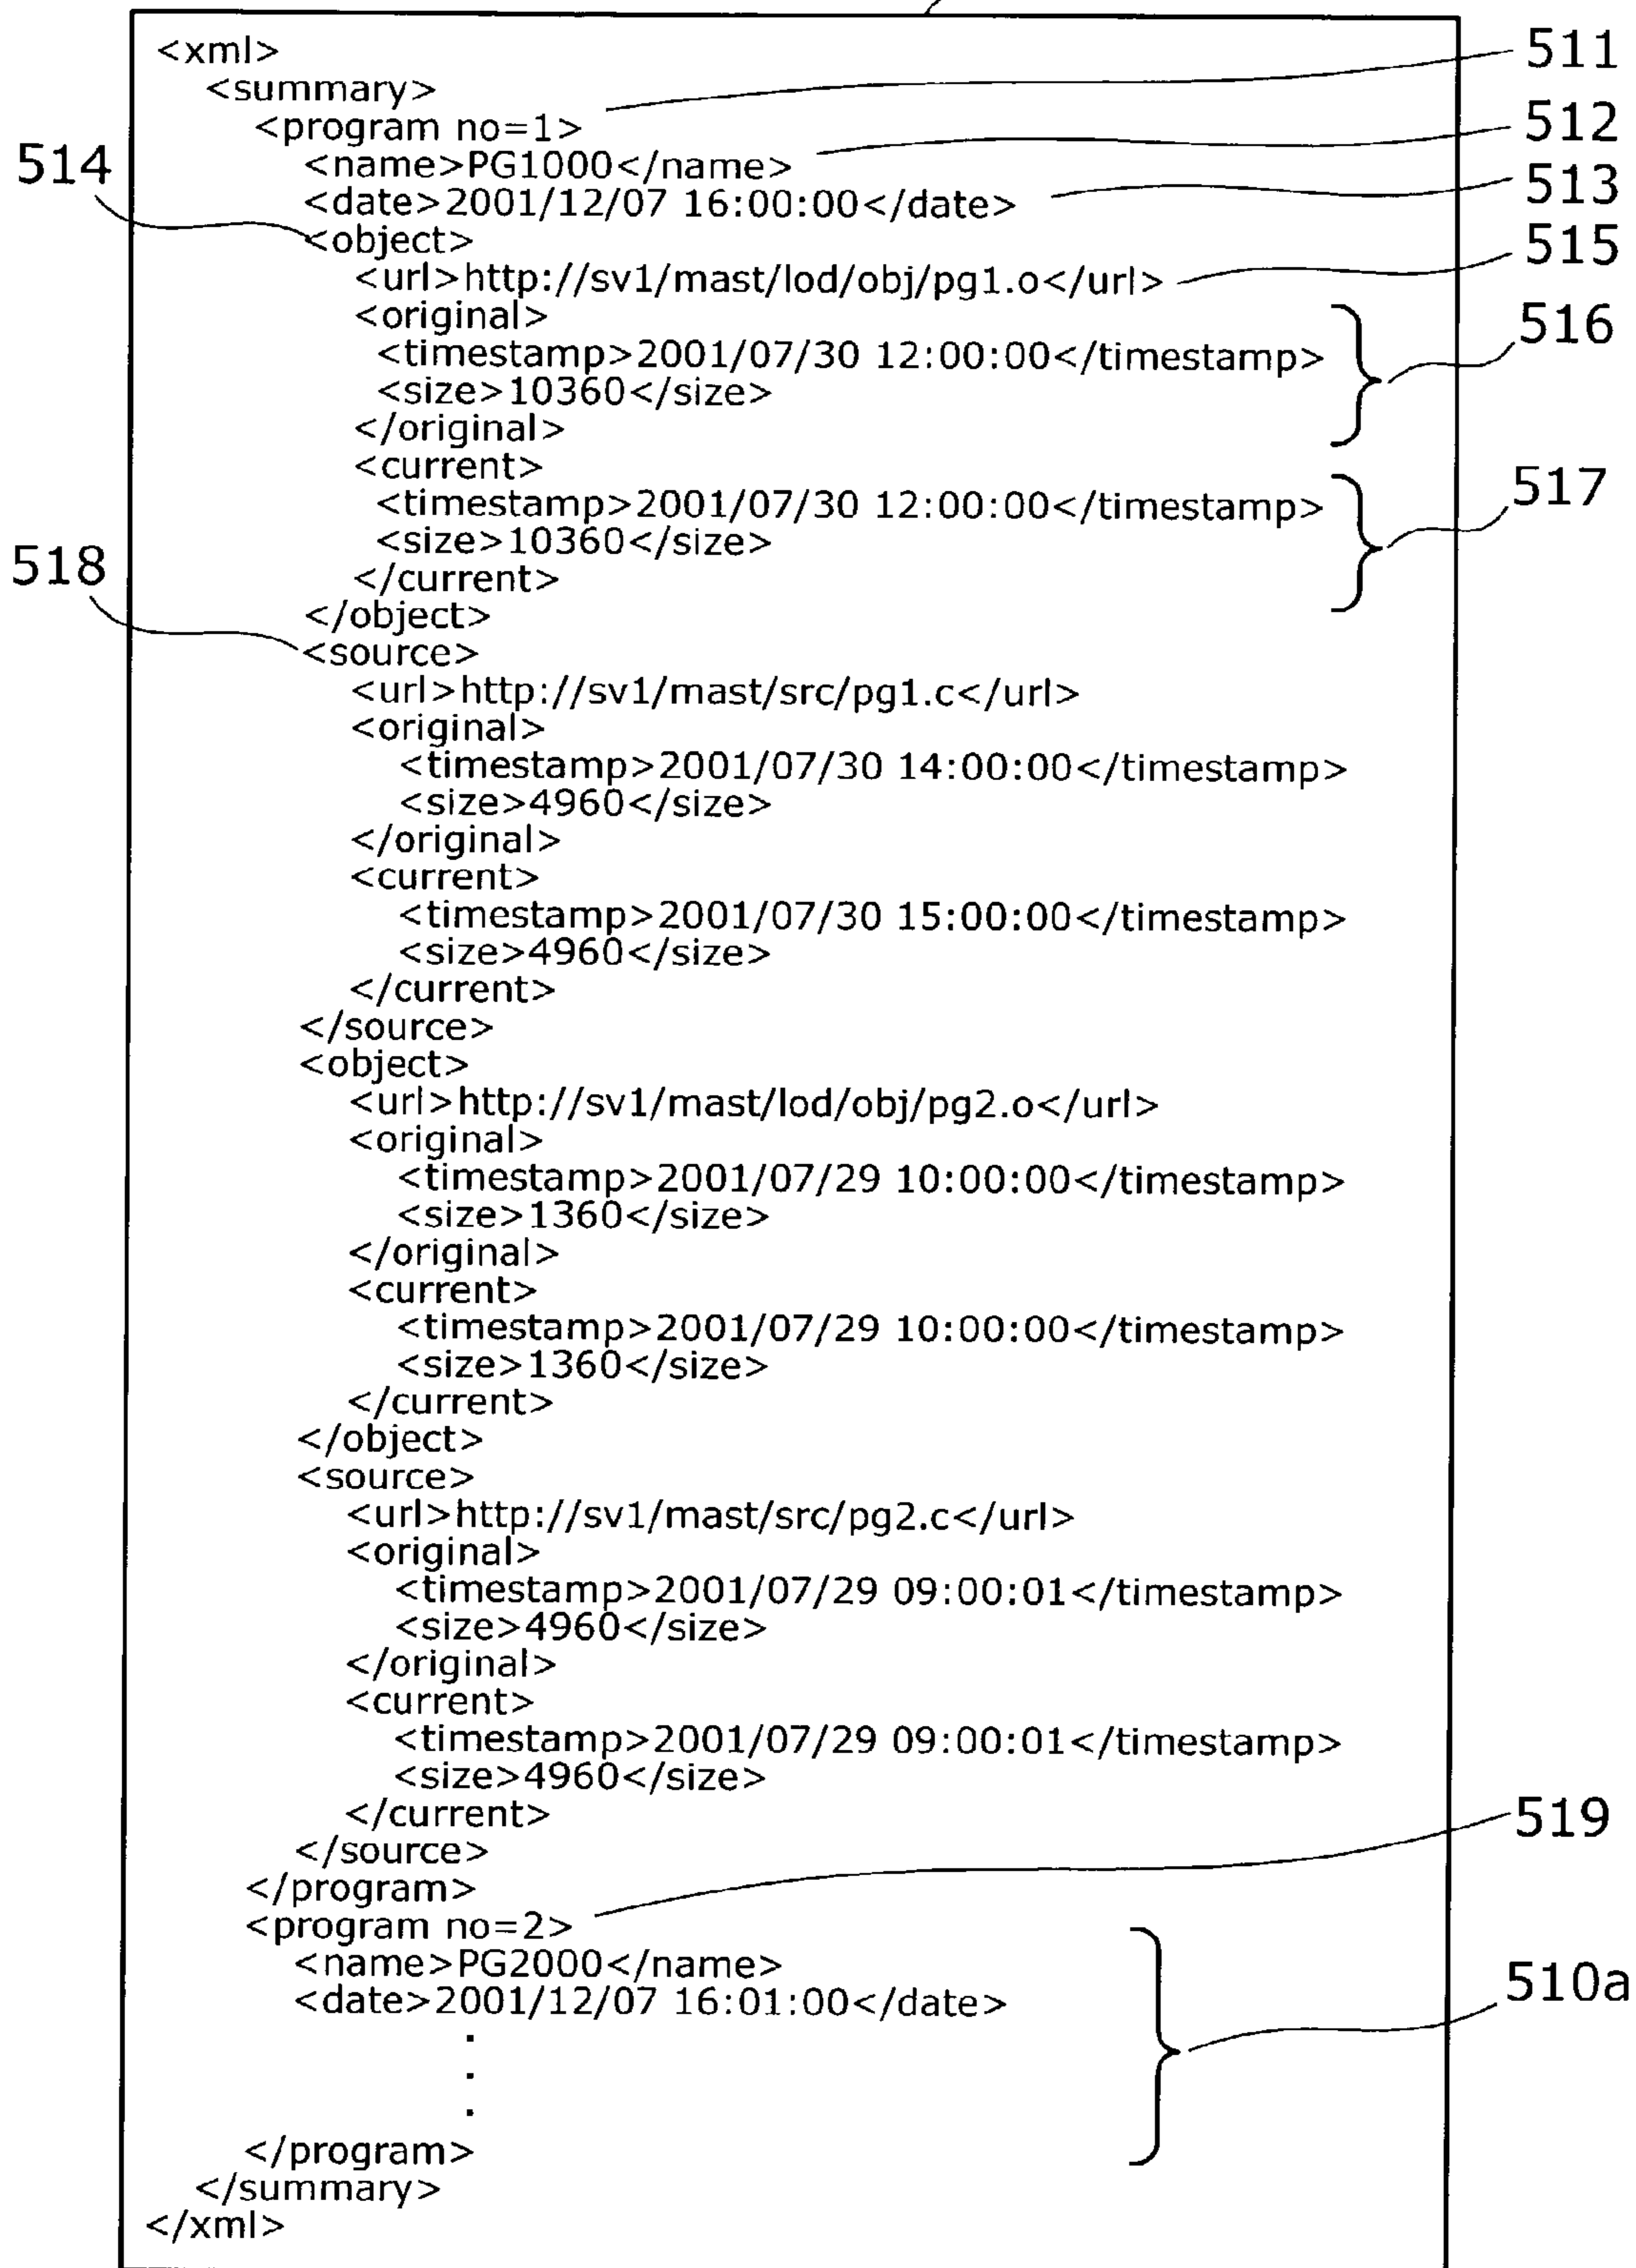 <xml>
<summary>
<program no=1>
511
<name>PG1000</name>
512
514
<date>2001/12/07 16:00:00</date>
513
<object>
<url>http://sv1/mast/lod/obj/pg1.o</url>
515
<original>
516
<timestamp>2001/07/30 12:00:00</timestamp>
<size>10360</size>
</original>
<current>
517
<timestamp>2001/07/30 12:00:00</timestamp>
<size>10360</size>
518
</current>
</object>
<source>
<url>http://sv1/mast/src/pg1.c</url>
<original>
<timestamp>2001/07/30 14:00:00</timestamp>
<size>4960</size>
</original>
<current>
<timestamp>2001/07/30 15:00:00</timestamp>
<size>4960</size>
</current>
</source>
<object>
<url>http://sv1/mast/lod/obj/pg2.o</url>
<original>
<timestamp>2001/07/29 10:00:00</timestamp>
<size>1360</size>
</original>
<current>
<timestamp>2001/07/29 10:00:00</timestamp>
<size>1360</size>
</current>
</object>
<source>
<url>http://sv1/mast/src/pg2.c</url>
<original>
<timestamp>2001/07/29 09:00:01</timestamp>
<size>4960</size>
</original>
<current>
<timestamp>2001/07/29 09:00:01</timestamp>
<size>4960</size>
</current>
519
</source>
</program>
<program no=2>
<name>PG2000</name>
510a
<date>2001/12/07 16:01:00</date>
.
.
.
</program>
</summary>
</xml>